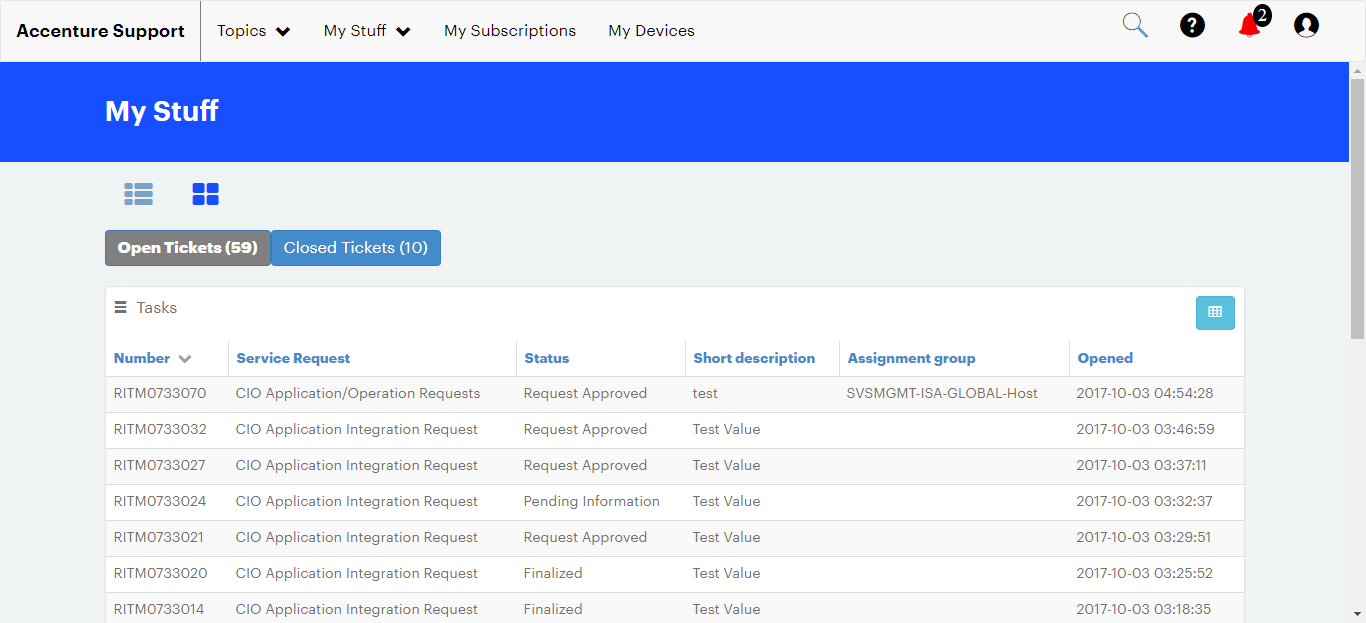 Accenture Support Topics My Stuff My Subscriptions My Devices 2
My Stuff
Open Tickets (59) Closed Tickets (10)
Tasks
Number Service Request Status Short description Assignment group Opened
RITM0733070 CIO Application/Operation Requests Request Approved test SVSMGMT-ISA-GLOBAL-Host 2017-10-03 04:54:28
RITM0733032 CIO Application Integration Request Request Approved Test Value 2017-10-03 03:46:59
RITM0733027 CIO Application Integration Request Request Approved Test Value 2017-10-03 03:37:11
RITM0733024 CIO Application Integration Request Pending Information Test Value 2017-10-03 03:32:37
RITM0733021 CIO Application Integration Request Request Approved Test Value 2017-10-03 03:29:51
RITM0733020 CIO Application Integration Request Finalized Test Value 2017-10-03 03:25:52
RITM0733014 CIO Application Integration Request Finalized Test Value 2017-10-03 03:18:35